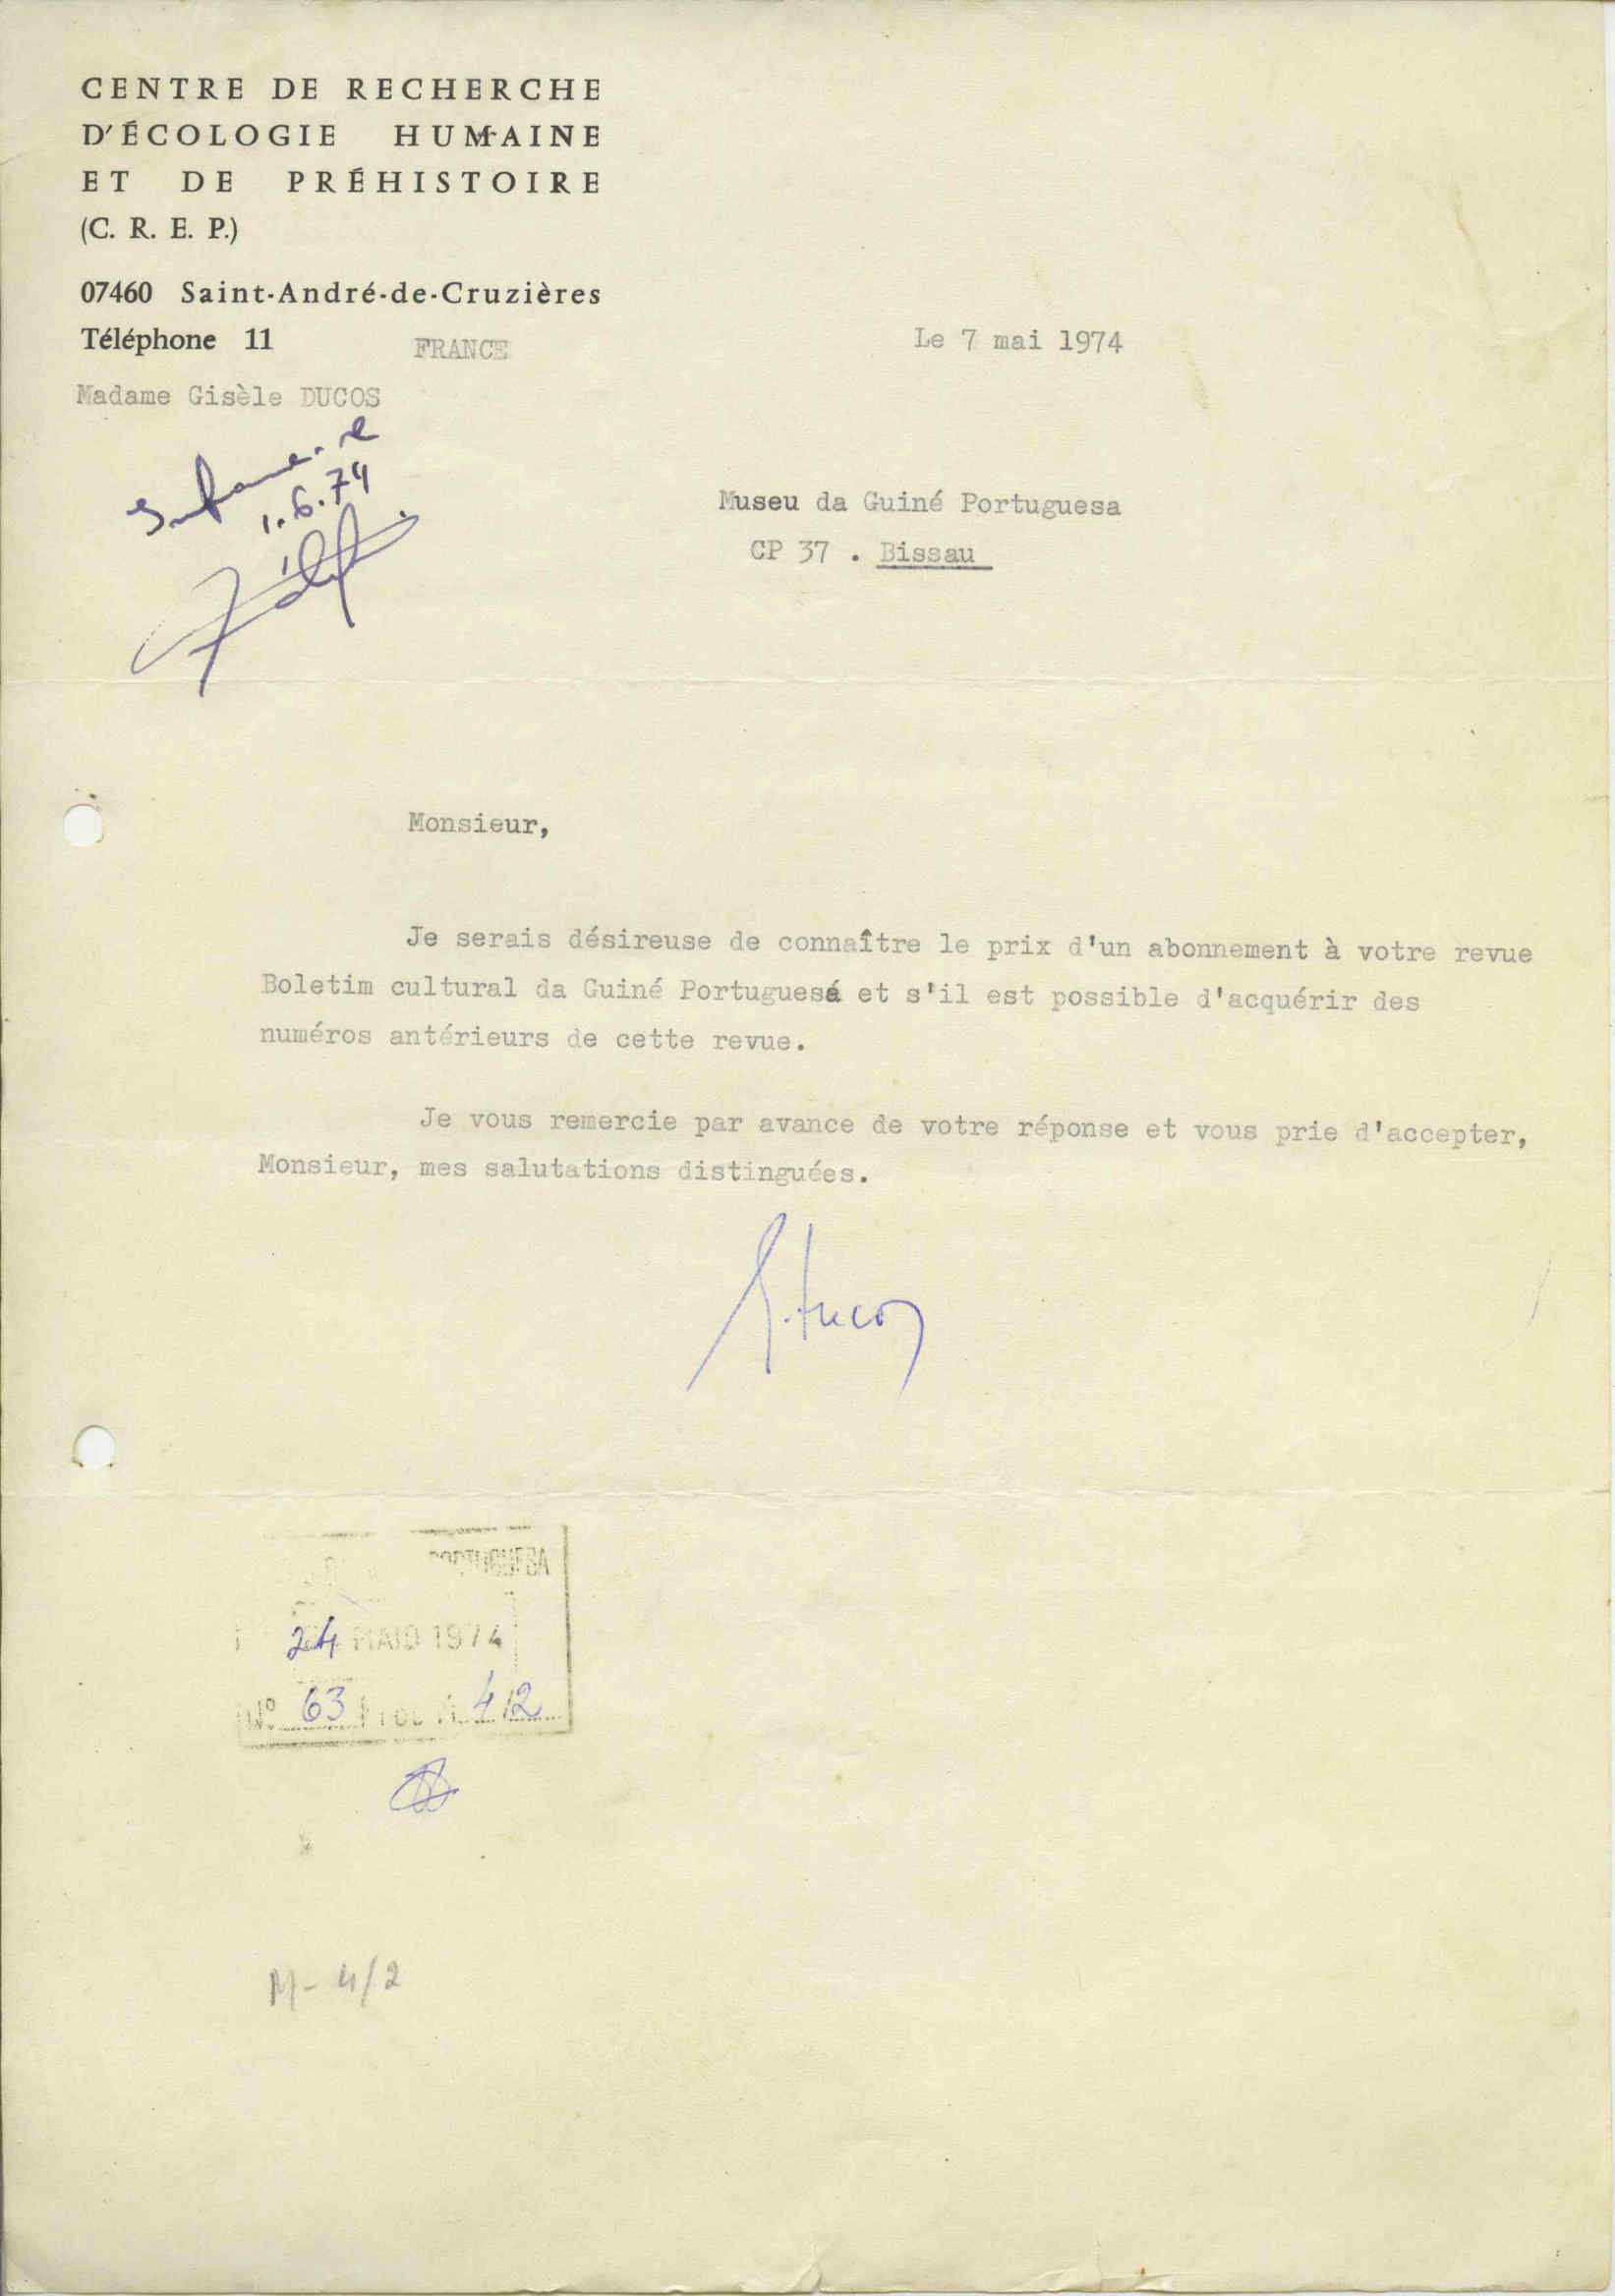 CENTRE DE RECHERCHE
D'ÉCOLOGIE HUMAINE
ET DE PRÉHISTOIRE
(C. R. E. P.)
07460 Saint-André-de-Cruzières
Téléphone 11
FRANCE
Le 7 mai 1974
Madame Gisèle DUCOS
1.6.74
Museu da Guiné Portuguesa
CP 37 . Bissau
Monsieur,
Je serais désireuse de connaître le prix d'un abonnement à votre revue
Boletim cultural da Guiné Portuguesá et s'il est possible d'acquérir des
numéros antérieurs de cette revue.
Je vous remercie par avance de votre réponse et vous prie d'accepter,
Monsieur, mes salutations distinguées.
G. Ducos
PORTUGUESA
24 MAIO 1974
Nº 63 4/2
M-4/2